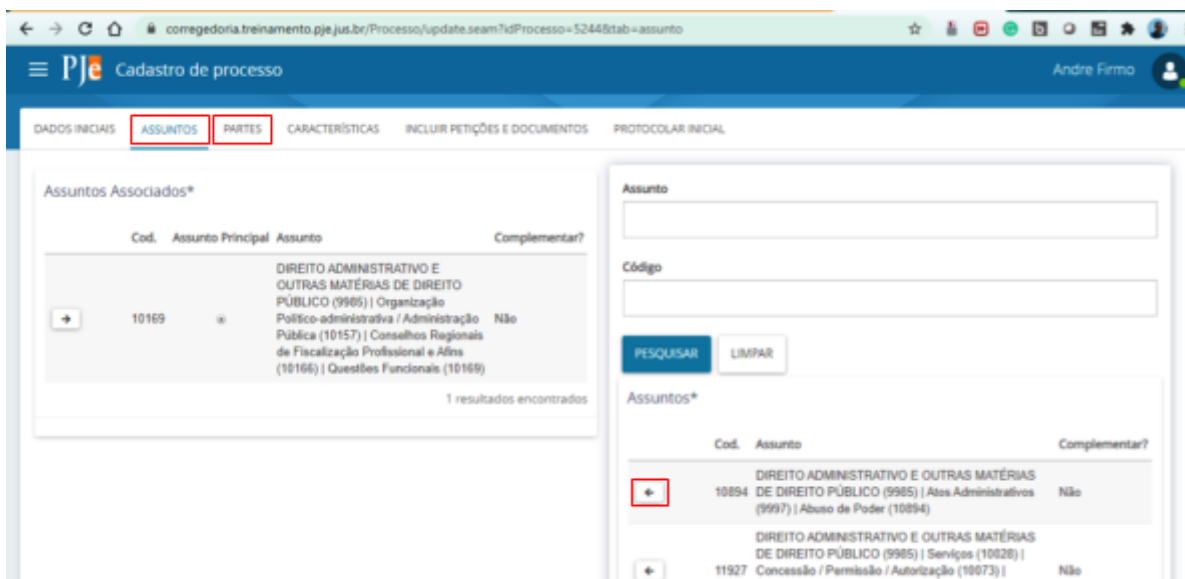 corregedoria.treinamento.pje.jus.br/Processo/update.seam?idProcesso=5244&tab=assunto
PJe Cadastro de processo
Andre Firmo
DADOS INICIAIS ASSUNTOS PARTES CARACTERÍSTICAS INCLUIR PETIÇÕES E DOCUMENTOS PROTOCOLAR INICIAL
Assuntos Associados*
Cod. Assunto Principal Assunto Complementar?
DIREITO ADMINISTRATIVO E
OUTRAS MATÉRIAS DE DIREITO
PÚBLICO (9985) | Organização
10169 Político-administrativa / Administração Não
Pública (10157) | Conselhos Regionais
de Fiscalização Profissional e Afins
(10166) | Questões Funcionais (10169)
1 resultados encontrados
Assunto
Código
PESQUISAR LIMPAR
Assuntos*
Cod. Assunto Complementar?
DIREITO ADMINISTRATIVO E OUTRAS MATÉRIAS
10894 DE DIREITO PÚBLICO (9985) | Atos Administrativos Não
(9997) | Abuso de Poder (10894)
DIREITO ADMINISTRATIVO E OUTRAS MATÉRIAS
DE DIREITO PÚBLICO (9985) | Serviços (10028) |
11927 Concessão / Permissão / Autorização (10073) | Não